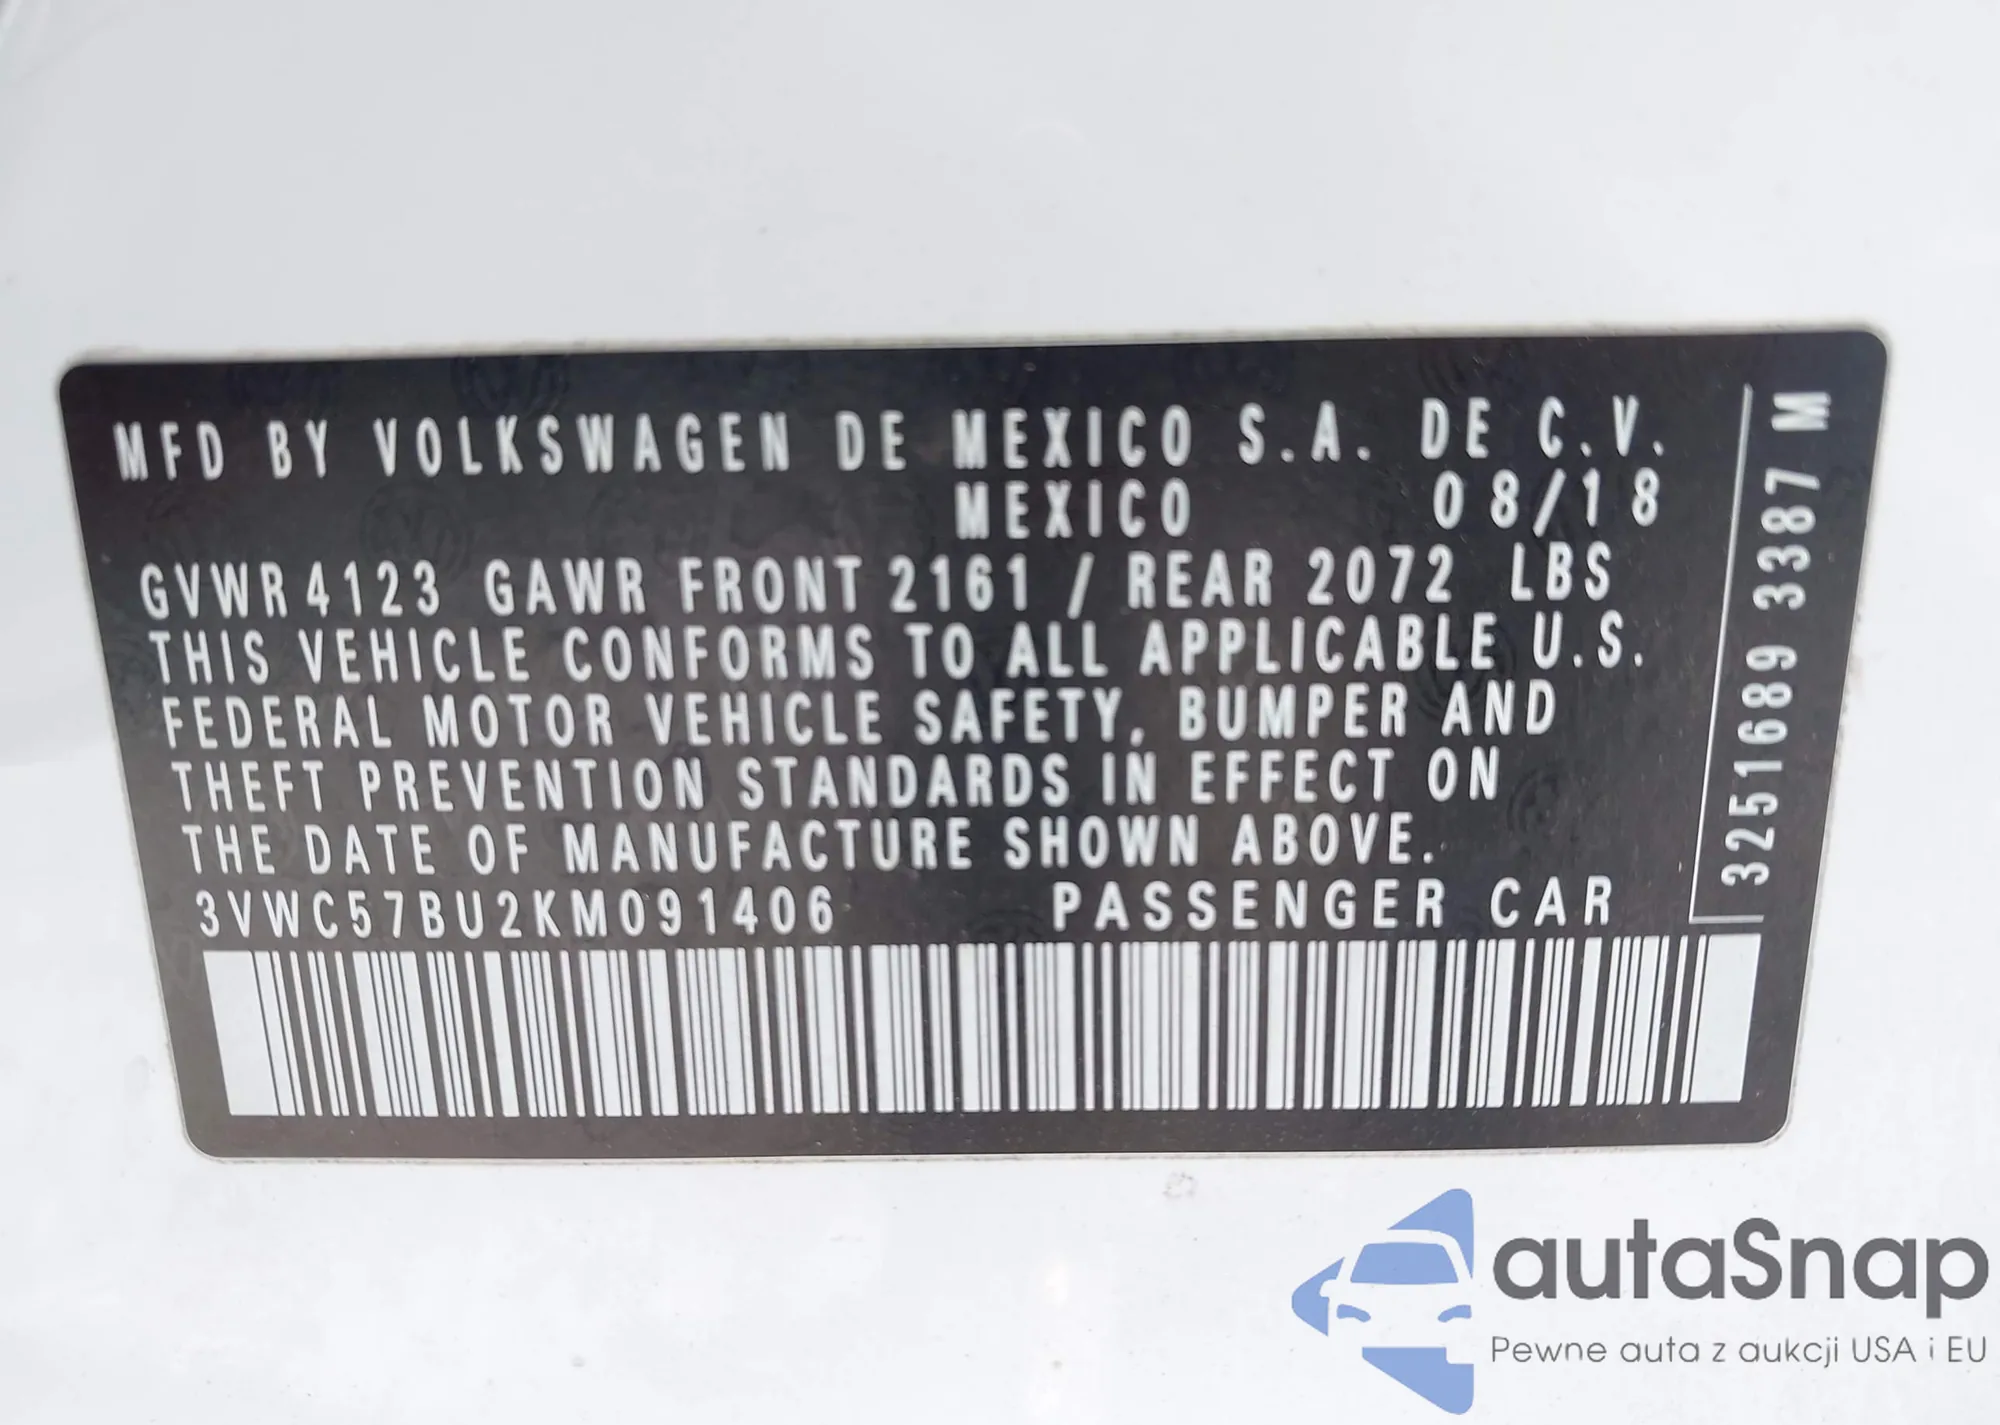 MFD BY VOLKSWAGEN DE MEXICO S.A. DE C.V.
MEXICO 08/18
GVWR 4123 GAWR FRONT 2161 / REAR 2072 LBS
THIS VEHICLE CONFORMS TO ALL APPLICABLE U.S.
FEDERAL MOTOR VEHICLE SAFETY, BUMPER AND
THEFT PREVENTION STANDARDS IN EFFECT ON
THE DATE OF MANUFACTURE SHOWN ABOVE.
3VWC57BU2KM091406 PASSENGER CAR
3251689 3387 M
autaSnap
Pewne auta z aukcji USA i EU